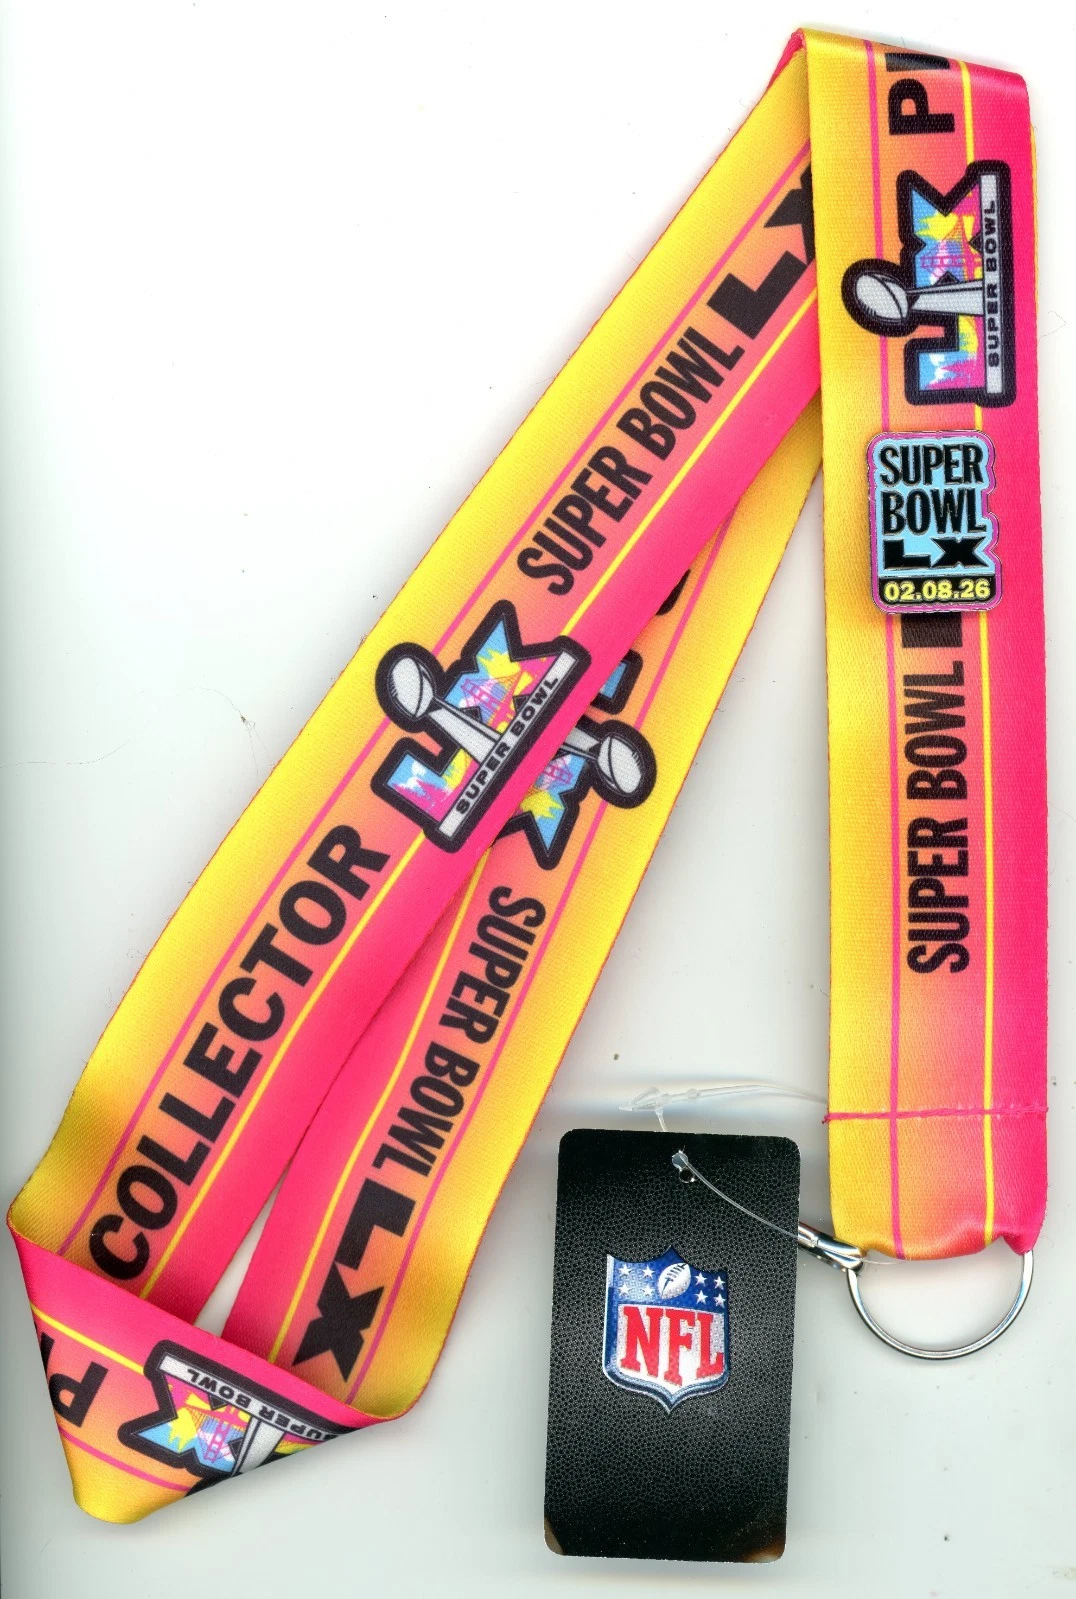 P
SUPER BOWL
SUPER
BOWL
LX
02.08.26
SUPER BOWL
SUPER BOWL LX
SUPER BOWL
COLLECTOR
SUPER BOWL LX
P
SUPER BOWL
NFL